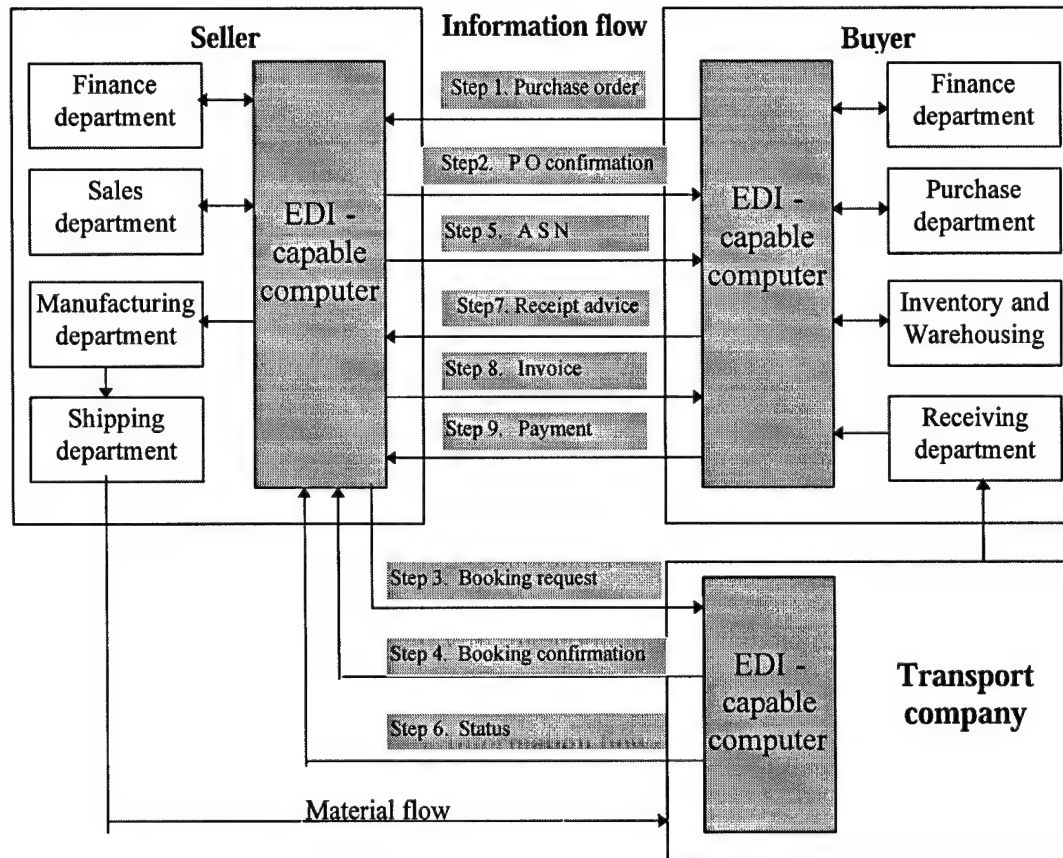 Information flow
Seller
Buyer
Finance
department
Sales
department
Manufacturing
department
Shipping
department
EDI -
capable
computer
Step 1. Purchase order
Step2. P O confirmation
Step 5. A S N
Step7. Receipt advice
Step 8. Invoice
Step 9. Payment
EDI -
capable
computer
Finance
department
Purchase
department
Inventory and
Warehousing
Receiving
department
Step 3. Booking request
Step 4. Booking confirmation
Step 6. Status
EDI -
capable
computer
Transport
company
Material flow